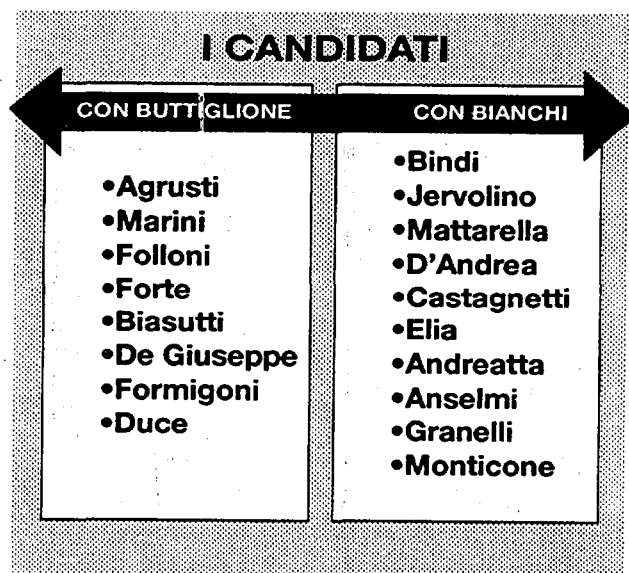 I CANDIDATI
CON BUTTIGLIONE
•Agrusti
•Marini
•Folloni
•Forte
•Biasutti
•De Giuseppe
•Formigoni
•Duce
CON BIANCHI
•Bindi
•Jervolino
•Mattarella
•D'Andrea
•Castagnetti
•Elia
•Andreatta
•Anselmi
•Granelli
•Monticone